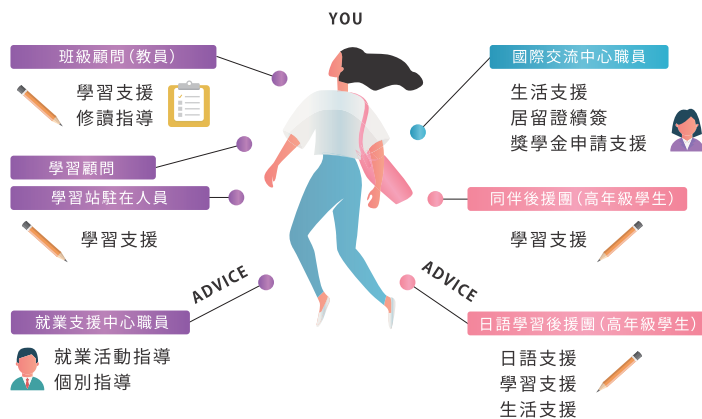 YOU
班級顧問(教員)
學習支援
修讀指導
學習顧問
學習站駐在人員
學習支援
ADVICE
就業支援中心職員
就業活動指導
個別指導
國際交流中心職員
生活支援
居留證續簽
獎學金申請支援
同伴後援團(高年級學生)
學習支援
ADVICE
日語學習後援團(高年級學生)
日語支援
學習支援
生活支援